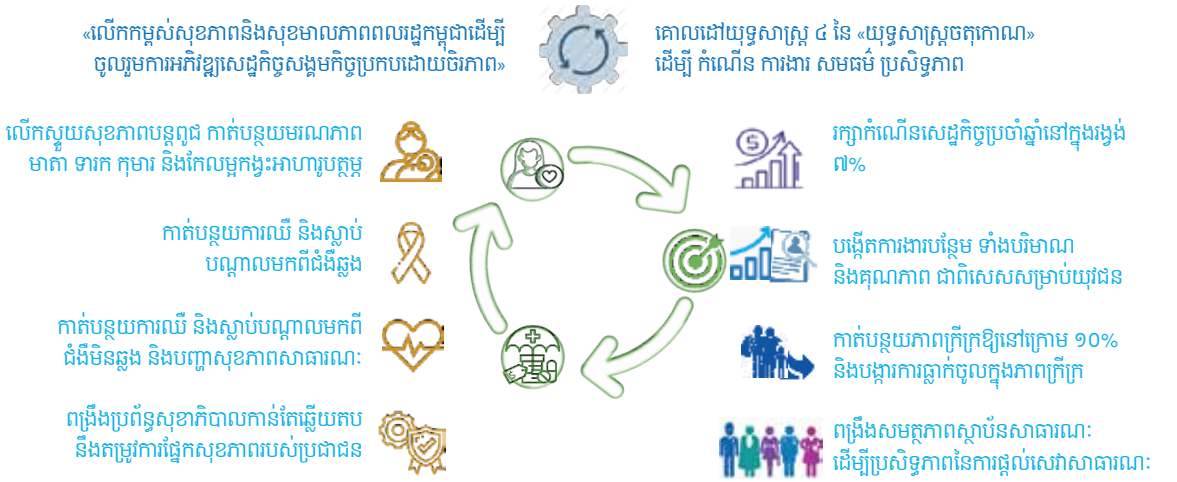 «លើកកម្ពស់សុខភាពនិងសុខមាលភាពពលរដ្ឋកម្ពុជាដើម្បី
ចូលរួមការអភិវឌ្ឍសេដ្ឋកិច្ចសង្គមកិច្ចប្រកបដោយចិរភាព»
គោលដៅយុទ្ធសាស្ត្រ ៤ នៃ «យុទ្ធសាស្ត្រចតុកោណ»
ដើម្បី កំណើន ការងារ សមធម៌ ប្រសិទ្ធភាព
លើកស្ទួយសុខភាពបន្តពូជ កាត់បន្ថយមរណភាព
មាតា ទារក កុមារ និងកែលម្អកង្វះអាហារូបត្ថម្ភ
កាត់បន្ថយការឈឺ និងស្លាប់
បណ្តាលមកពីជំងឺឆ្លង
កាត់បន្ថយការឈឺ និងស្លាប់បណ្តាលមកពី
ជំងឺមិនឆ្លង និងបញ្ហាសុខភាពសាធារណៈ
ពង្រឹងប្រព័ន្ធសុខាភិបាលកាន់តែឆ្លើយតប
នឹងតម្រូវការផ្នែកសុខភាពរបស់ប្រជាជន
រក្សាកំណើនសេដ្ឋកិច្ចប្រចាំឆ្នាំនៅក្នុងរង្វង់
៧%
បង្កើតការងារបន្ថែម ទាំងបរិមាណ
និងគុណភាព ជាពិសេសសម្រាប់យុវជន
កាត់បន្ថយភាពក្រីក្រឱ្យនៅក្រោម ១០%
និងបង្ការការធ្លាក់ចូលក្នុងភាពក្រីក្រ
ពង្រឹងសមត្ថភាពស្ថាប័នសាធារណៈ
ដើម្បីប្រសិទ្ធភាពនៃការផ្តល់សេវាសាធារណៈ